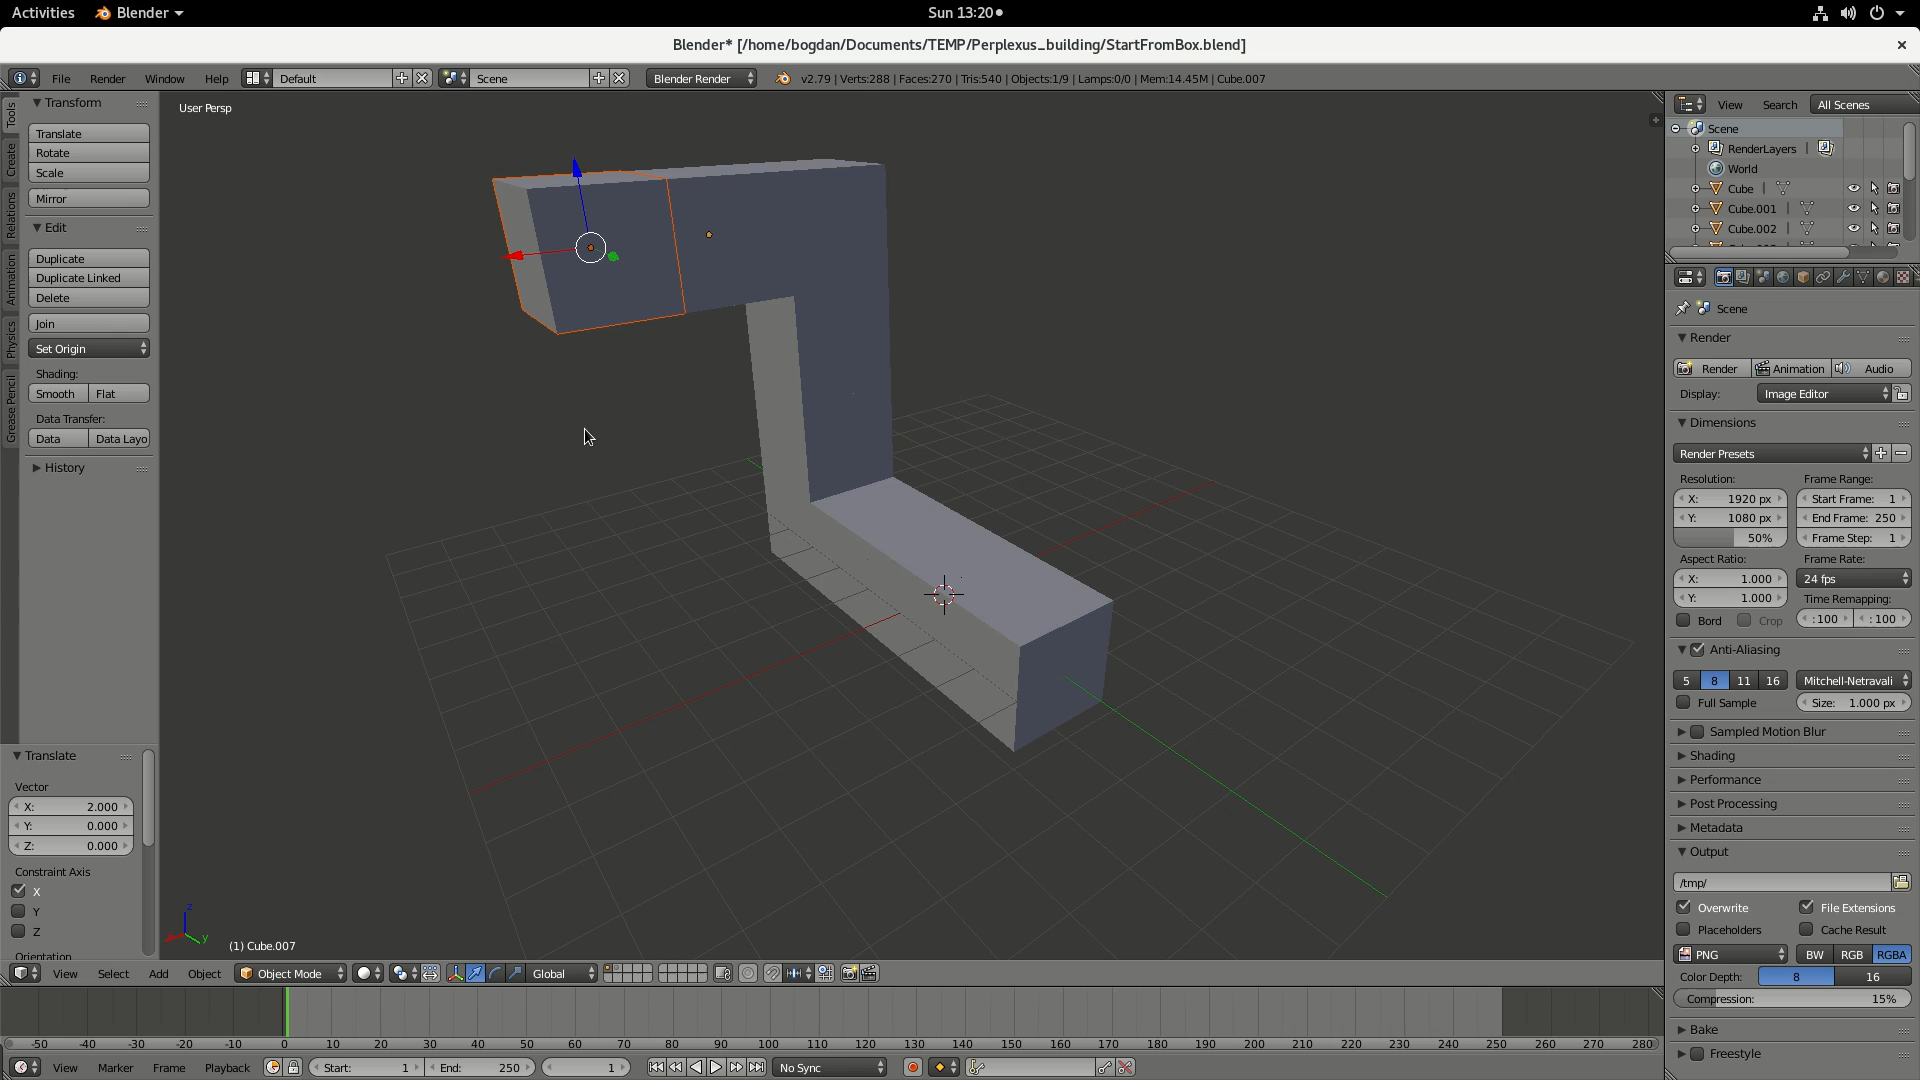 Activities Blender Sun 13:20
Blender* [/home/bogdan/Documents/TEMP/Perplexus_building/StartFromBox.blend]
File Render Window Help Default Scene Blender Render v2.79 | Verts:288 | Faces:270 | Tris:540 | Objects:1/9 | Lamps:0/0 | Mem:14.45M | Cube.007
Tools
Create
Relations
Animation
Physics
Grease Pencil
Transform
Translate
Rotate
Scale
Mirror
Edit
Duplicate
Duplicate Linked
Delete
Join
Set Origin
Shading:
Smooth Flat
Data Transfer:
Data Data Layo
History
Translate
Vector
X: 2.000
Y: 0.000
Z: 0.000
Constraint Axis
X
Y
Z
Orientation
User Persp
z
y
(1) Cube.007
View Select Add Object Object Mode Global
-50 -40 -30 -20 -10 0 10 20 30 40 50 60 70 80 90 100 110 120 130 140 150 160 170 180 190 200 210 220 230 240 250 260 270 280
View Marker Frame Playback Start: 1 End: 250 1 No Sync
View Search All Scenes
Scene
RenderLayers |
World
Cube |
Cube.001 |
Cube.002 |
Scene
Render
Render Animation Audio
Display: Image Editor
Dimensions
Render Presets
Resolution: Frame Range:
X: 1920 px Start Frame: 1
Y: 1080 px End Frame: 250
50% Frame Step: 1
Aspect Ratio: Frame Rate:
X: 1.000 24 fps
Y: 1.000 Time Remapping:
Bord Crop :100 :100
Anti-Aliasing
5 8 11 16 Mitchell-Netravali
Full Sample Size: 1.000 px
Sampled Motion Blur
Shading
Performance
Post Processing
Metadata
Output
/tmp/
Overwrite File Extensions
Placeholders Cache Result
PNG BW RGB RGBA
Color Depth: 8 16
Compression: 15%
Bake
Freestyle